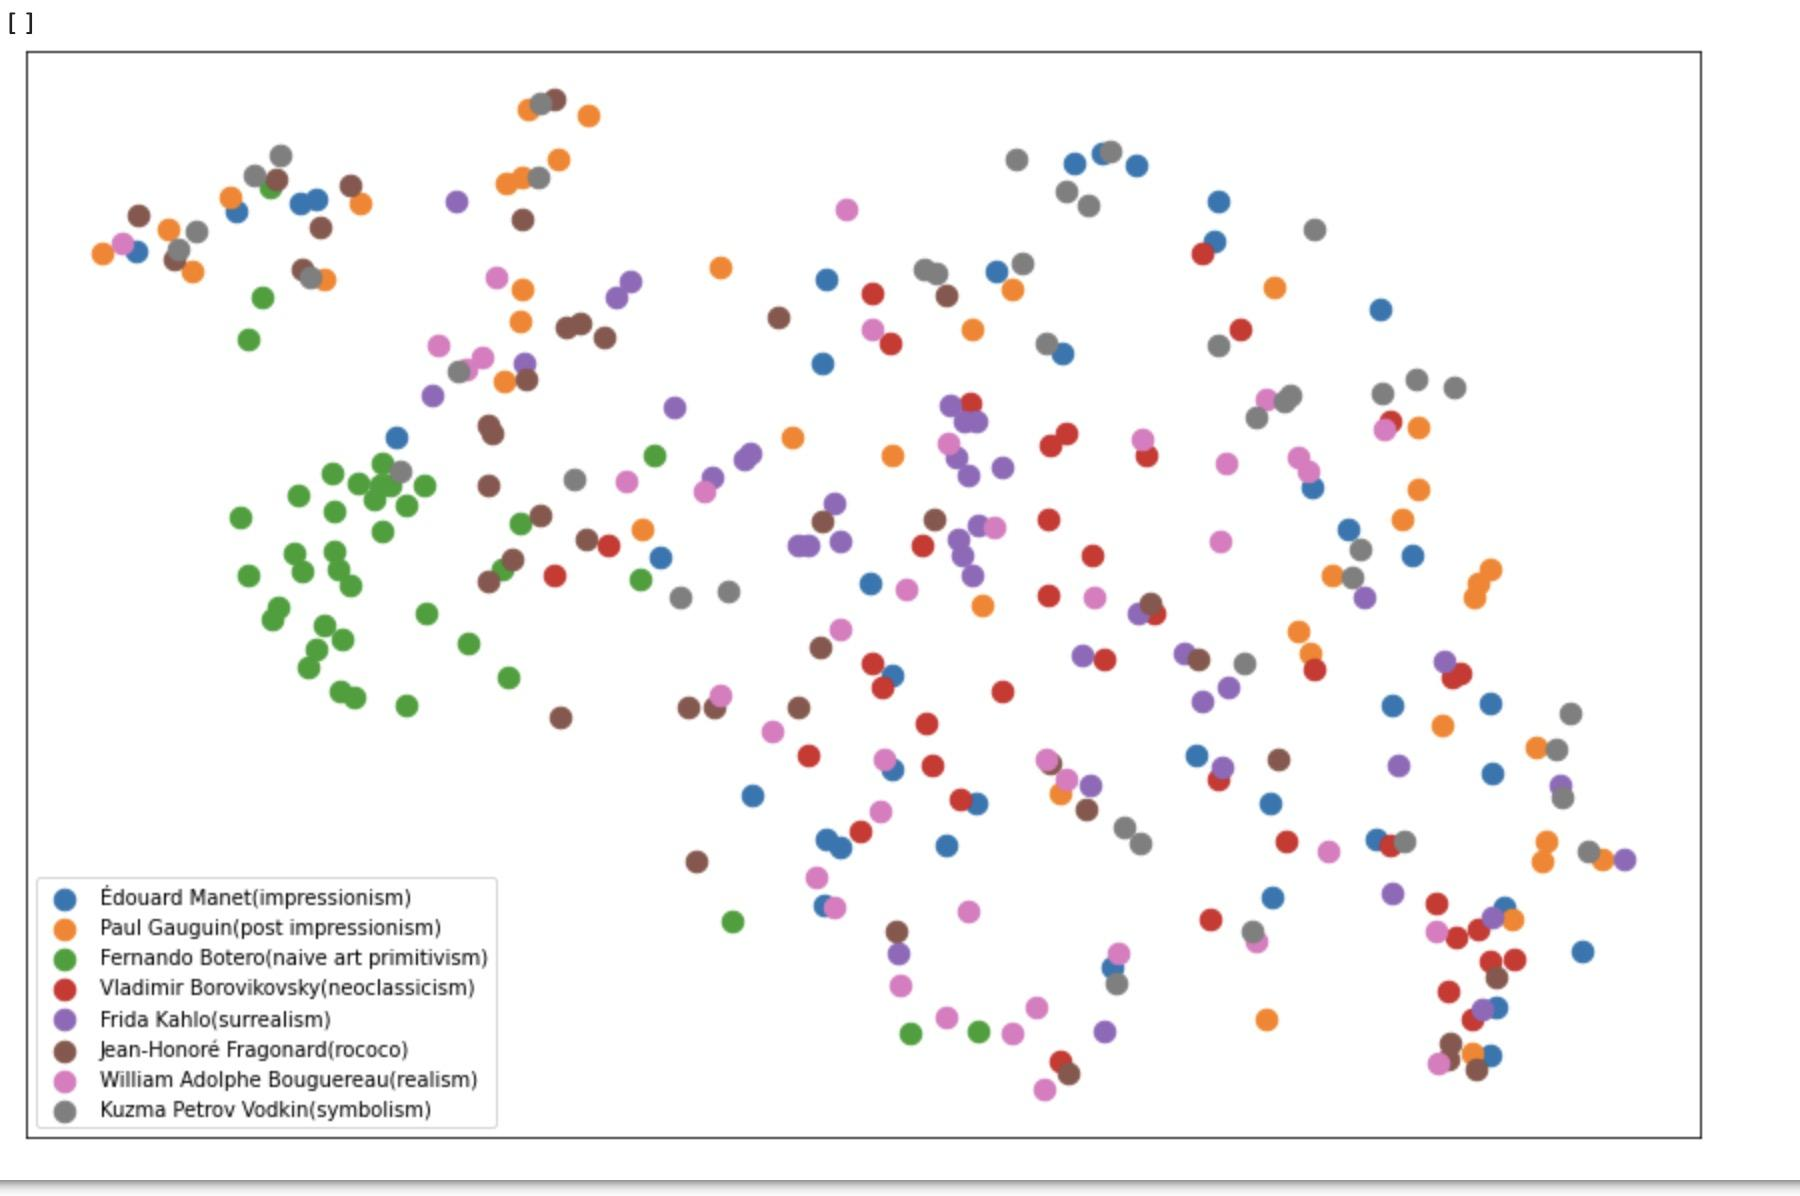 [ ]
Édouard Manet(impressionism)
Paul Gauguin(post impressionism)
Fernando Botero(naive art primitivism)
Vladimir Borovikovsky(neoclassicism)
Frida Kahlo(surrealism)
Jean-Honoré Fragonard(rococo)
William Adolphe Bouguereau(realism)
Kuzma Petrov Vodkin(symbolism)